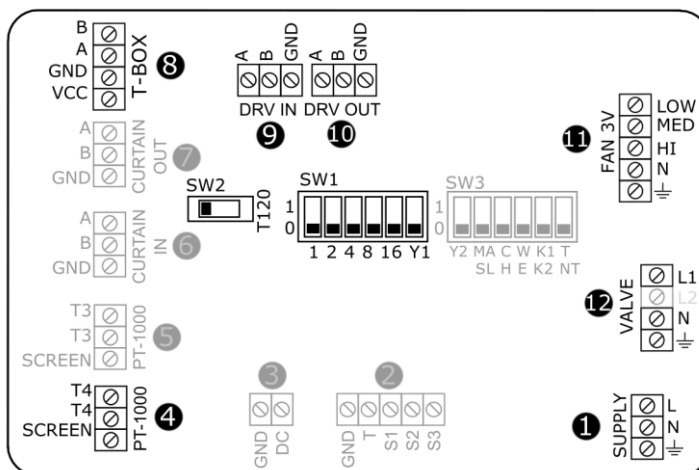 B
A
GND
VCC
T-BOX
8
A
B
GND
DRV IN
9
A
B
GND
DRV OUT
10
11
FAN 3V
LOW
MED
HI
N
A
B
GND
CURTAIN
OUT
7
SW2
T120
SW1
1
0
1 2 4 8 16 Y1
SW3
1
0
Y2 MA C W K1 T
SL H E K2 NT
A
B
GND
CURTAIN
IN
6
12
VALVE
L1
L2
N
T3
T3
SCREEN
PT-1000
5
T4
T4
SCREEN
PT-1000
4
3
GND
DC
2
GND
T
S1
S2
S3
1
SUPPLY
L
N